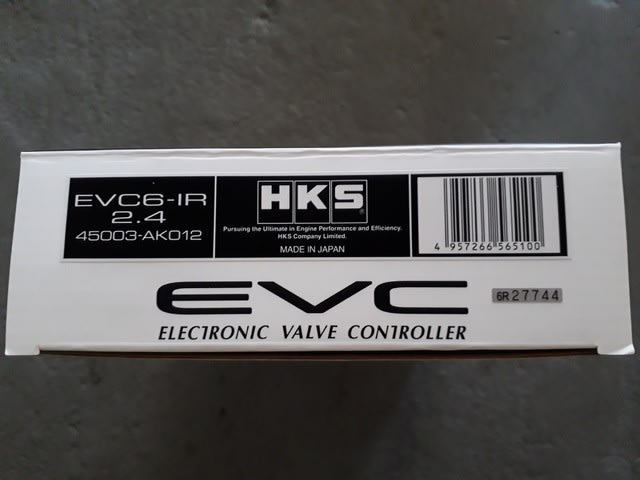 EVC6-IR
2.4
45003-AK012
HKS
Pursuing the Ultimate in Engine Performance and Efficiency.
HKS Company Limited.
MADE IN JAPAN
4 957266 565100
EVC
6R27744
ELECTRONIC VALVE CONTROLLER